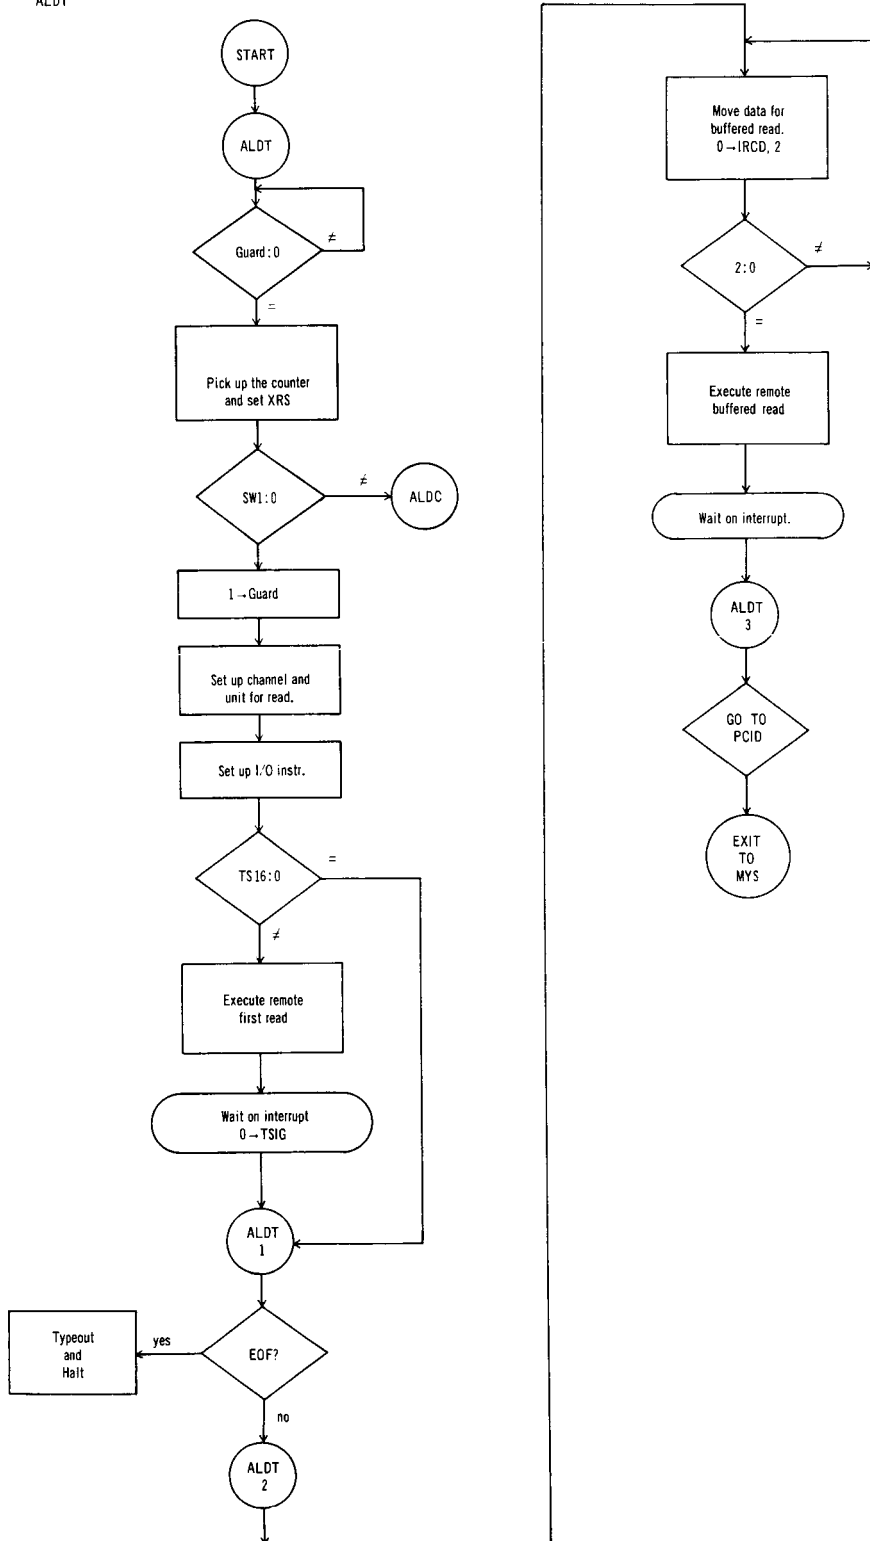 ALDT
START
ALDT
Guard:0
≠
=
Pick up the counter
and set XRS
SW1:0
≠
ALDC
1→Guard
Set up channel and
unit for read.
Set up I/O instr.
TS16:0
=
≠
Execute remote
first read
Wait on interrupt
0→TSIG
ALDT
1
EOF?
yes
Typeout
and
Halt
no
ALDT
2
Move data for
buffered read.
0→IRCD, 2
2:0
≠
=
Execute remote
buffered read
Wait on interrupt.
ALDT
3
GO TO
PCID
EXIT
TO
MYS